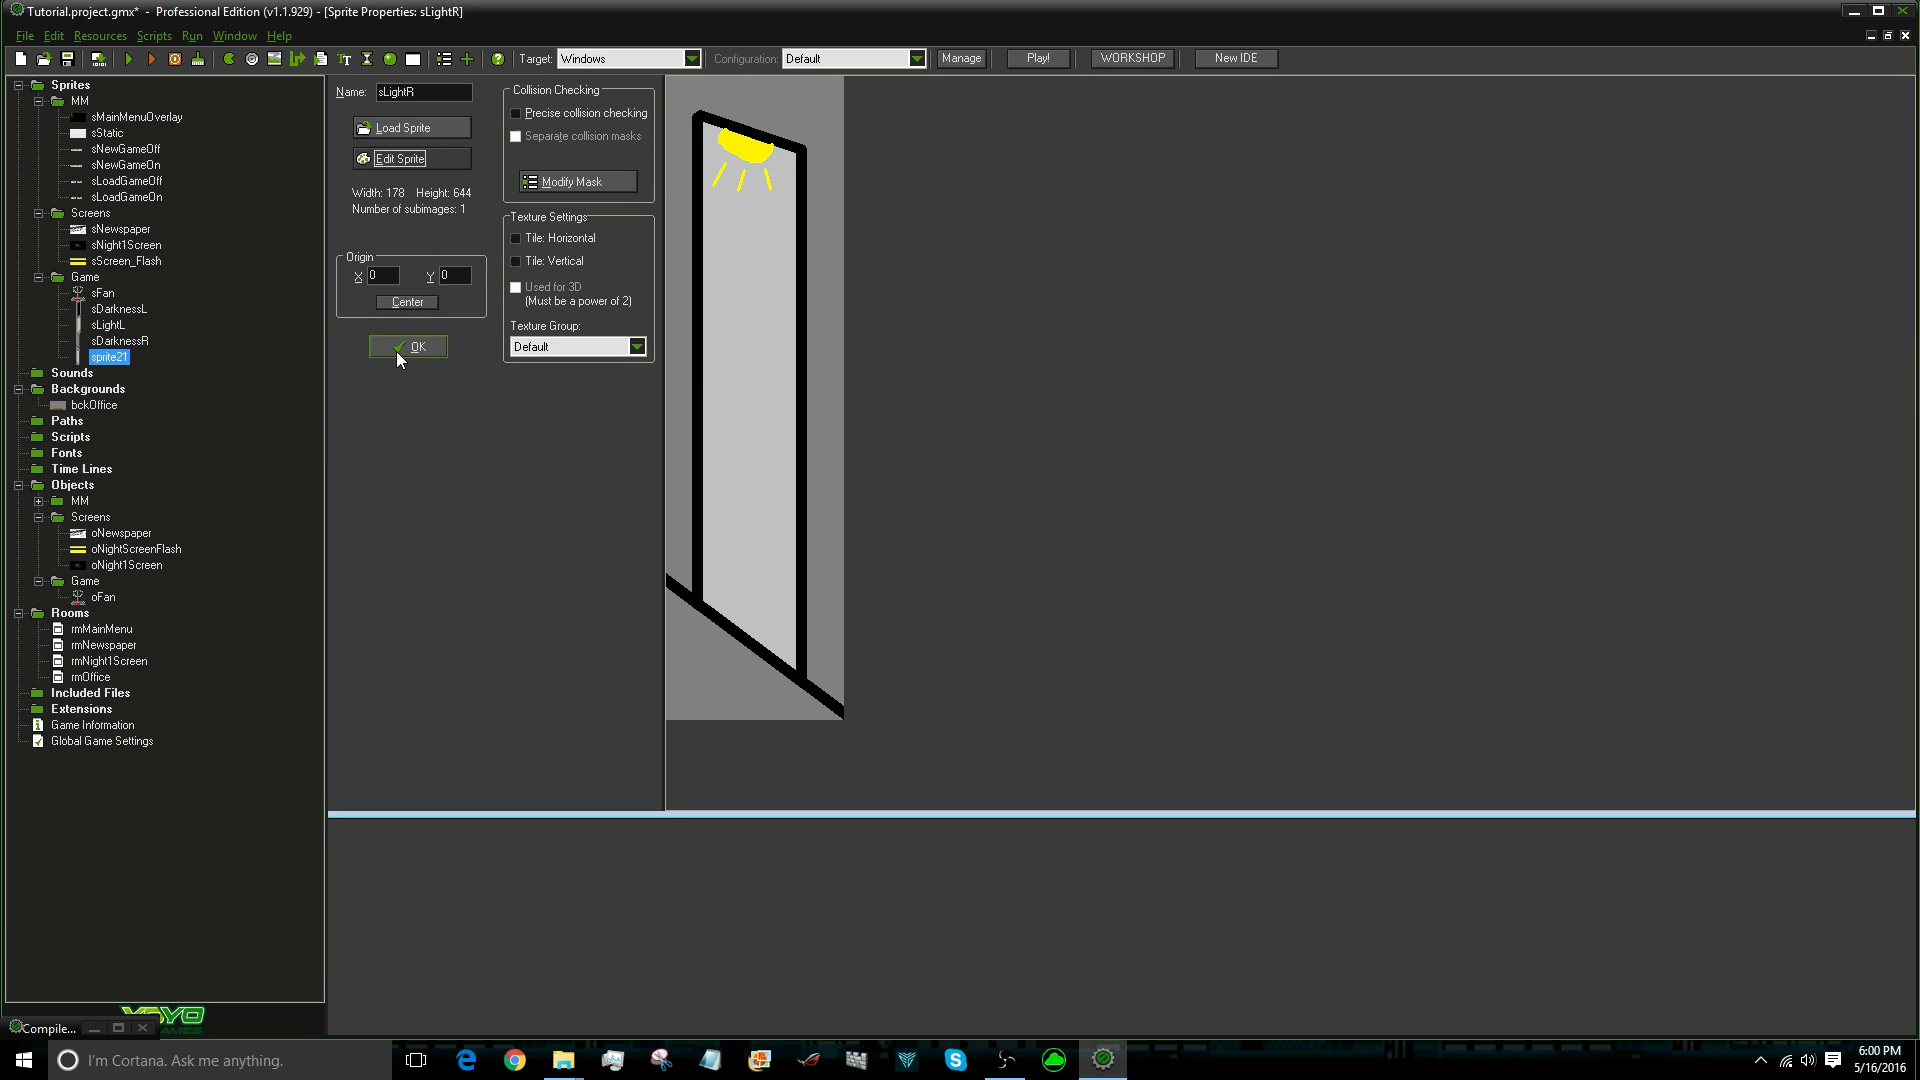 Tutorial.project.gmx* - Professional Edition (v1.1.929) - [Sprite Properties: sLightR]
File Edit Resources Scripts Run Window Help
Target: Windows Configuration: Default Manage Play! WORKSHOP New IDE
Sprites
MM
sMainMenuOverlay
sStatic
sNewGameOff
sNewGameOn
sLoadGameOff
sLoadGameOn
Screens
sNewspaper
sNight1Screen
sScreen_Flash
Game
sFan
sDarknessL
sLightL
sDarknessR
sprite21
Sounds
Backgrounds
bckOffice
Paths
Scripts
Fonts
Time Lines
Objects
MM
Screens
oNewspaper
oNightScreenFlash
oNight1Screen
Game
oFan
Rooms
rmMainMenu
rmNewspaper
rmNight1Screen
rmOffice
Included Files
Extensions
Game Information
Global Game Settings
Name: sLightR
Load Sprite
Edit Sprite
Width: 178 Height: 644
Number of subimages: 1
Origin
X 0 Y 0
Center
OK
Collision Checking
Precise collision checking
Separate collision masks
Modify Mask
Texture Settings
Tile: Horizontal
Tile: Vertical
Used for 3D
(Must be a power of 2)
Texture Group:
Default
YOYO
GAMES
Compile...
I'm Cortana. Ask me anything.
6:00 PM
5/16/2016